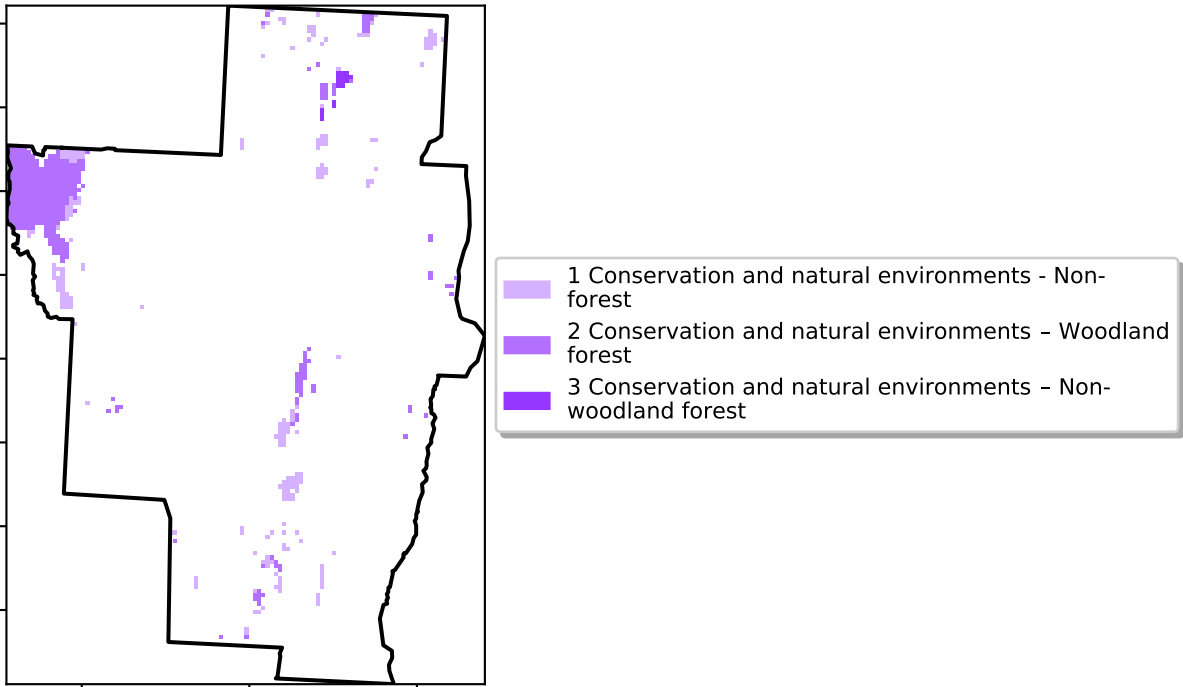 1 Conservation and natural environments - Non-
forest
2 Conservation and natural environments – Woodland
forest
3 Conservation and natural environments – Non-
woodland forest